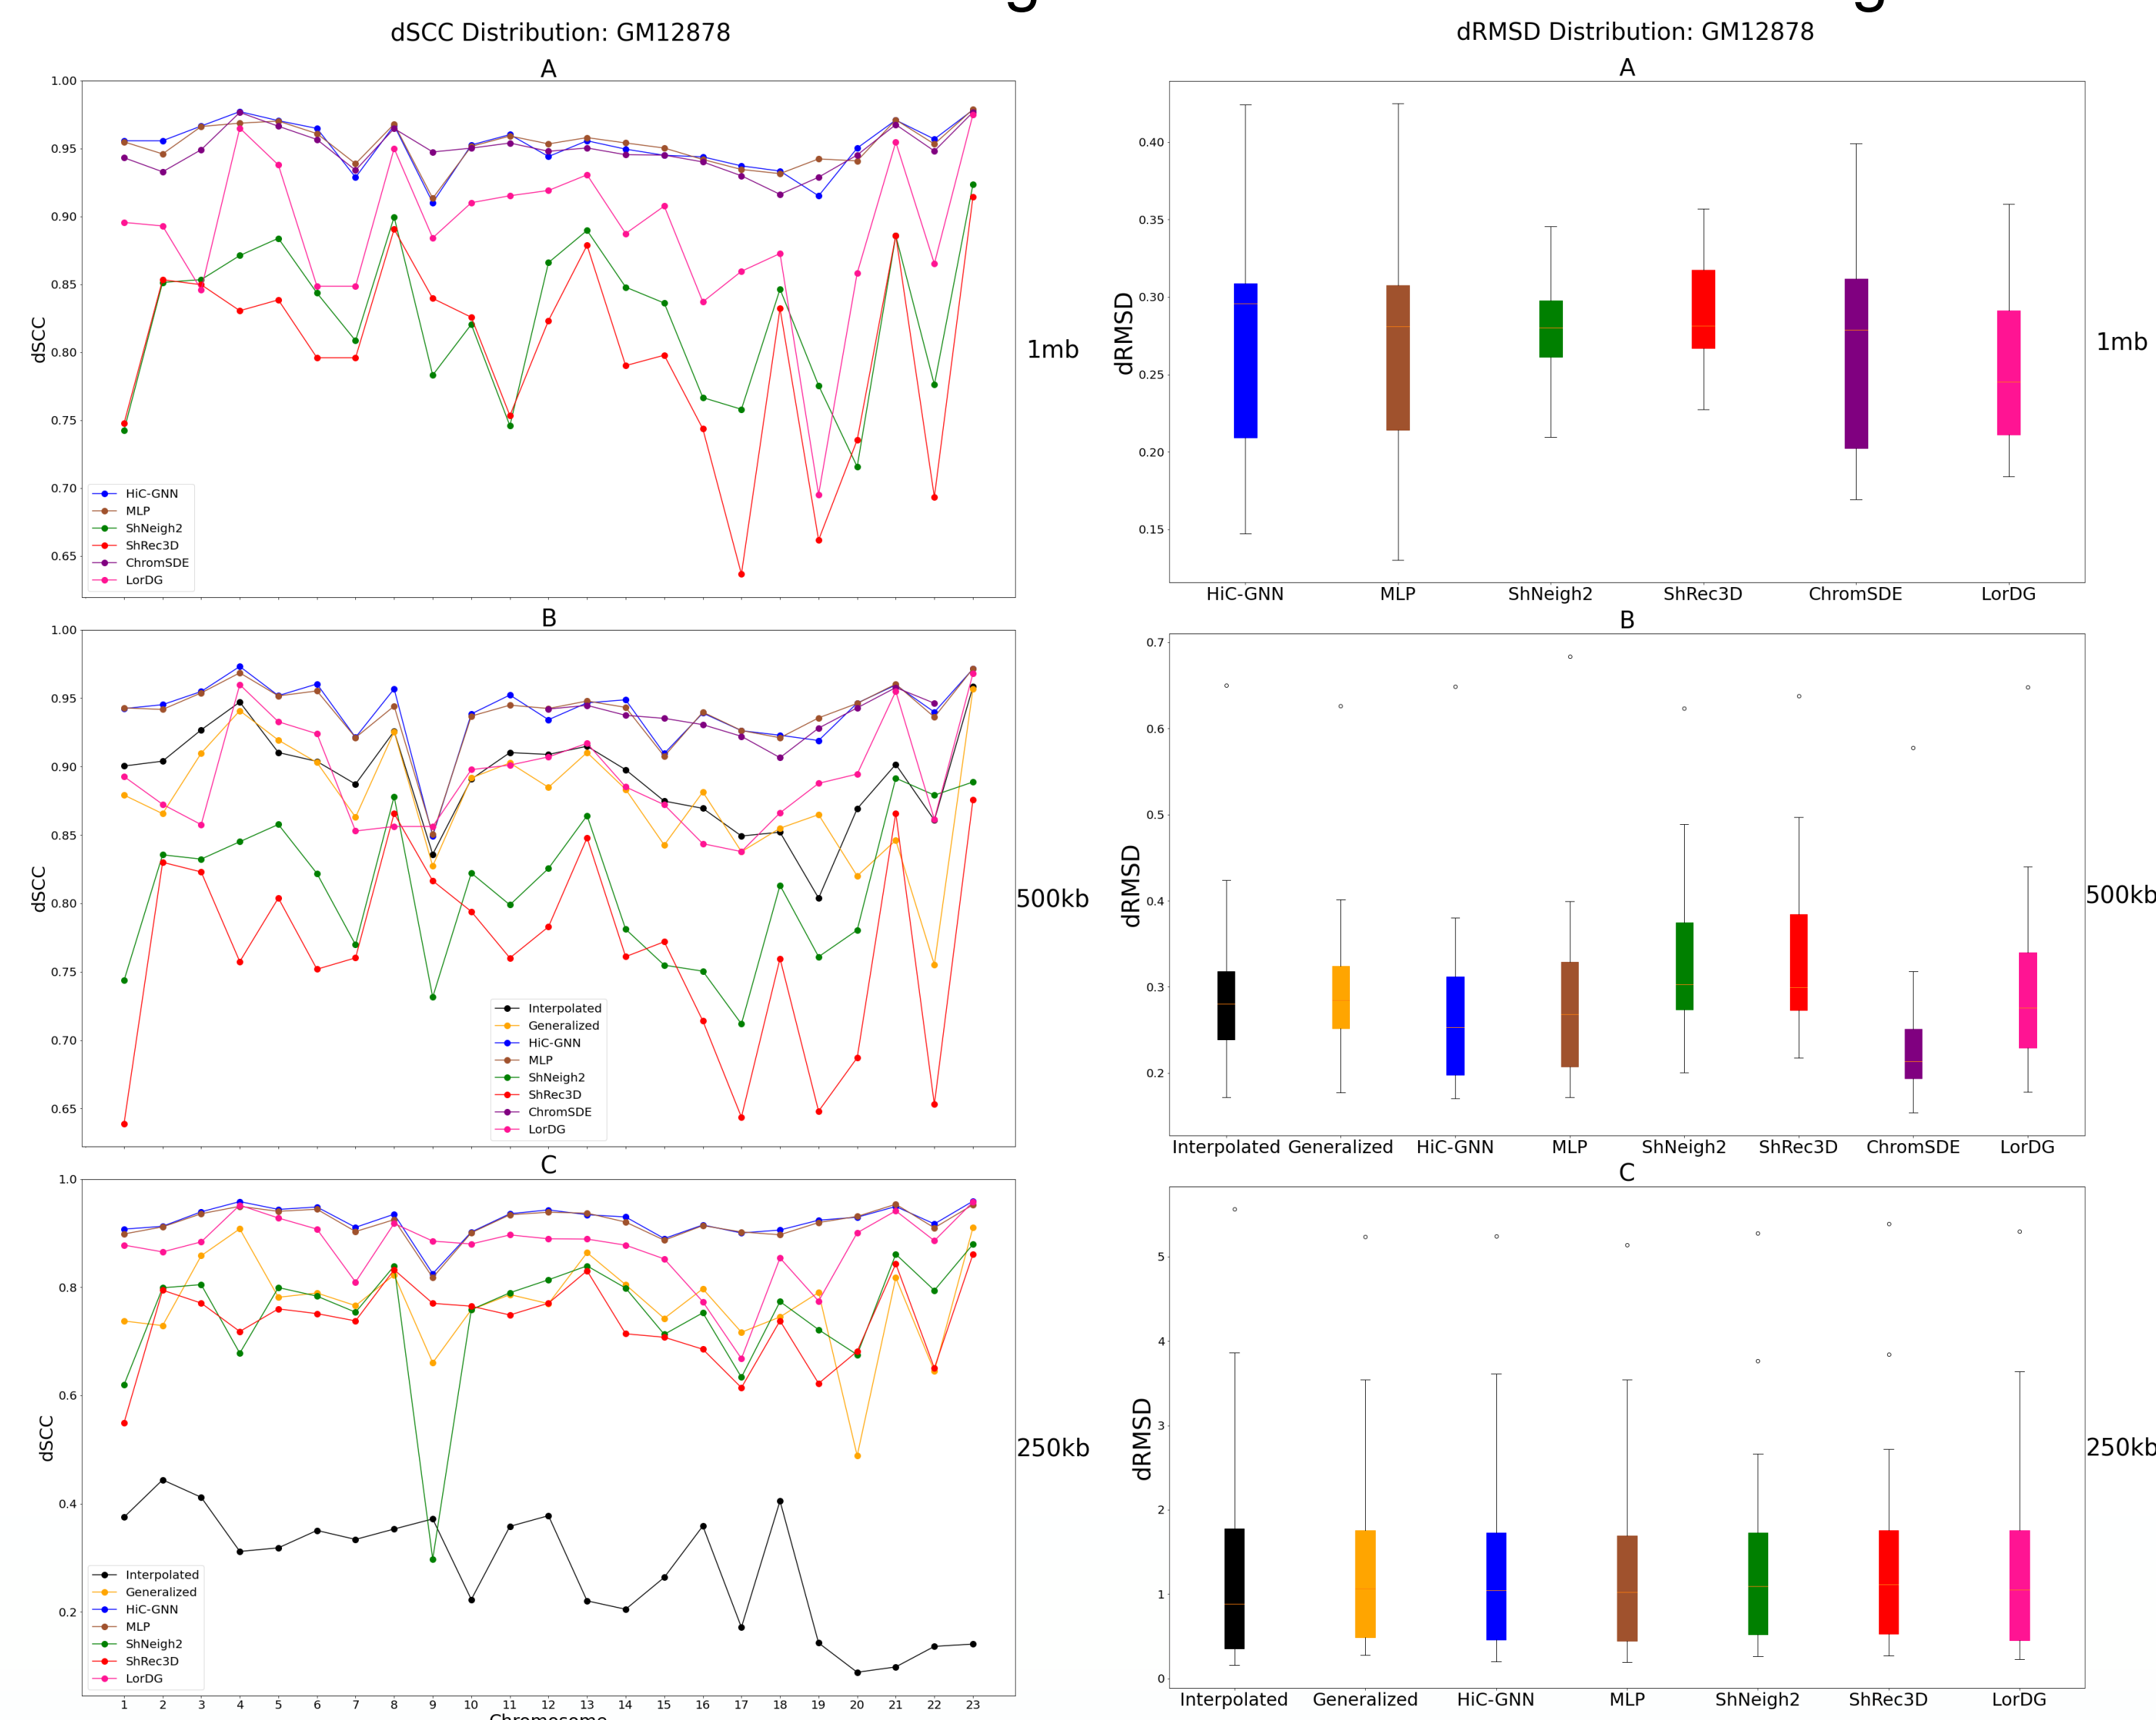 dSCC Distribution: GM12878
A
1.00
0.95
0.90
0.85
0.80
0.75
0.70
0.65
dSCC
HiC-GNN
MLP
ShNeigh2
ShRec3D
ChromSDE
LorDG
1mb
B
1.00
0.95
0.90
0.85
0.80
0.75
0.70
0.65
dSCC
Interpolated
Generalized
HiC-GNN
MLP
ShNeigh2
ShRec3D
ChromSDE
LorDG
500kb
C
1.0
0.8
0.6
0.4
0.2
dSCC
Interpolated
Generalized
HiC-GNN
MLP
ShNeigh2
ShRec3D
LorDG
250kb
1 2 3 4 5 6 7 8 9 10 11 12 13 14 15 16 17 18 19 20 21 22 23
Chromosome
dRMSD Distribution: GM12878
A
0.40
0.35
0.30
0.25
0.20
0.15
dRMSD
HiC-GNN MLP ShNeigh2 ShRec3D ChromSDE LorDG
1mb
B
0.7
0.6
0.5
0.4
0.3
0.2
dRMSD
Interpolated Generalized HiC-GNN MLP ShNeigh2 ShRec3D ChromSDE LorDG
500kb
C
5
4
3
2
1
0
dRMSD
Interpolated Generalized HiC-GNN MLP ShNeigh2 ShRec3D LorDG
250kb